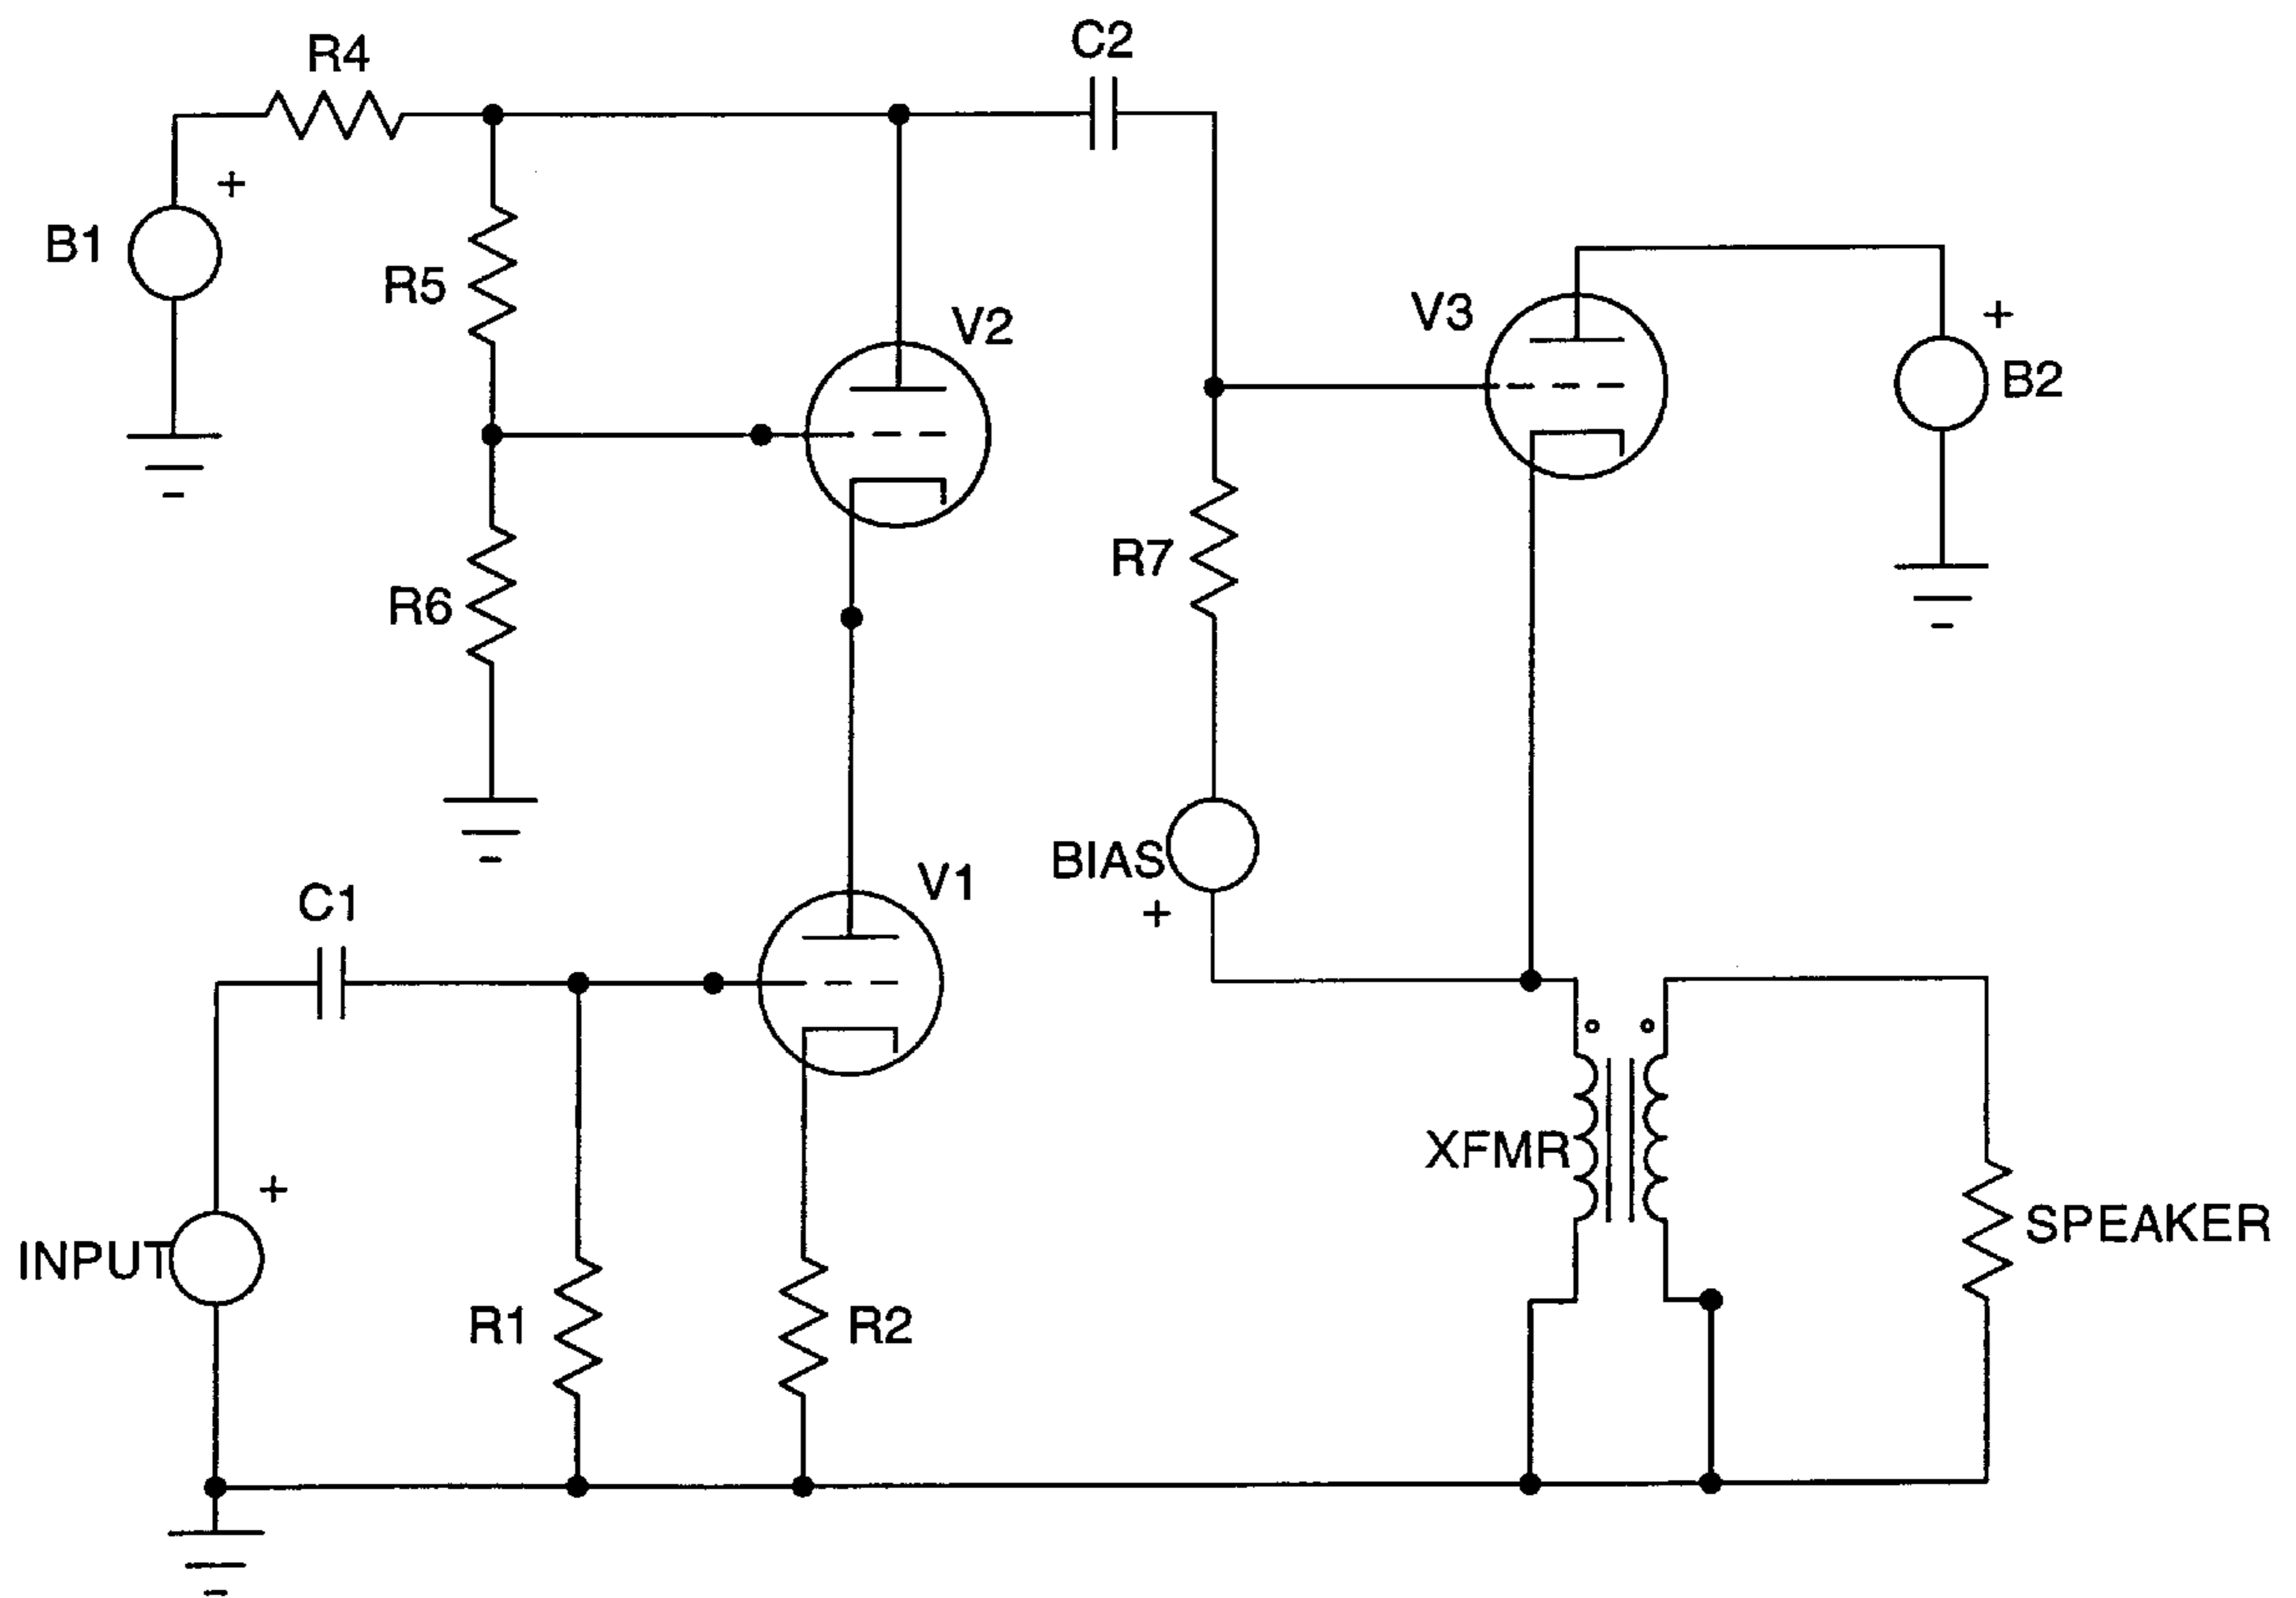 C2
R4
+
B1
R5
V2
V3
+
B2
R7
R6
BIAS
+
C1
V1
XFMR
+
INPUT
SPEAKER
R1
R2